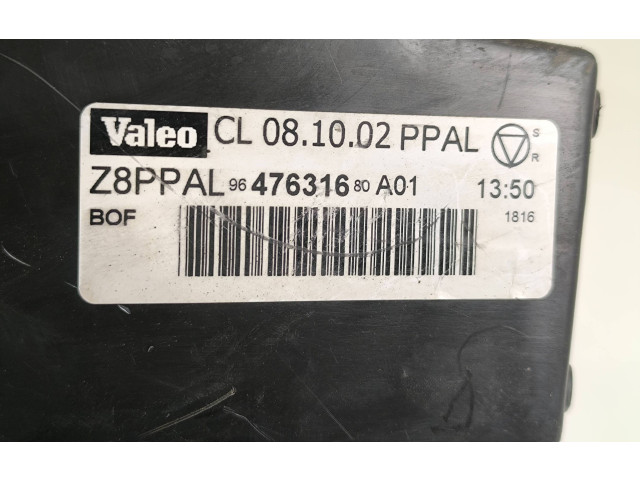 Valeo CL 08.10.02 PPAL S R
Z8PPAL 96 476316 80 A01 13:50
BOF 1816